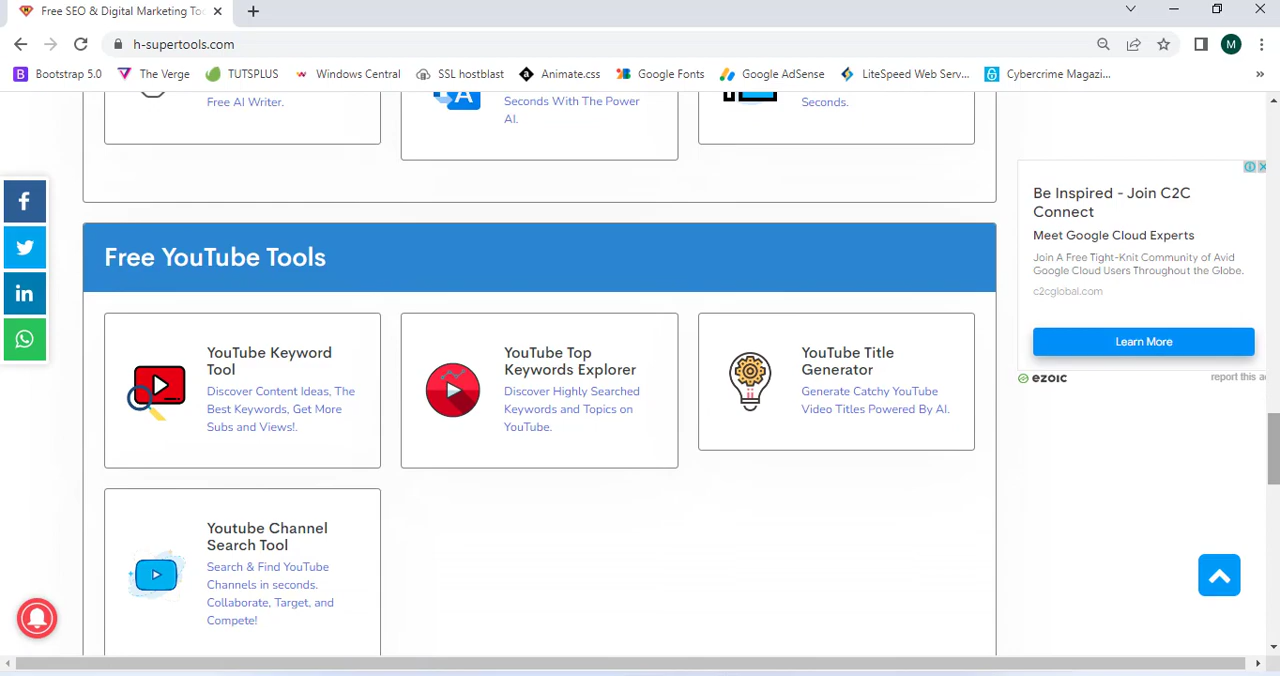 Free SEO & Digital Marketing To
h-supertools.com
M
B Bootstrap 5.0 The Verge TUTSPLUS Windows Central SSL hostblast a Animate.css Google Fonts Google AdSense LiteSpeed Web Serv... Cybercrime Magazi... »
Free AI Writer.
A
Seconds With The Power
AI.
Seconds.
Be Inspired - Join C2C
Connect
Meet Google Cloud Experts
Join A Free Tight-Knit Community of Avid
Google Cloud Users Throughout the Globe.
c2cglobal.com
Learn More
ezoic
report this a
f
in
Free YouTube Tools
YouTube Keyword
Tool
Discover Content Ideas, The
Best Keywords, Get More
Subs and Views!.
YouTube Top
Keywords Explorer
Discover Highly Searched
Keywords and Topics on
YouTube.
YouTube Title
Generator
Generate Catchy YouTube
Video Titles Powered By AI.
Youtube Channel
Search Tool
Search & Find YouTube
Channels in seconds.
Collaborate, Target, and
Compete!